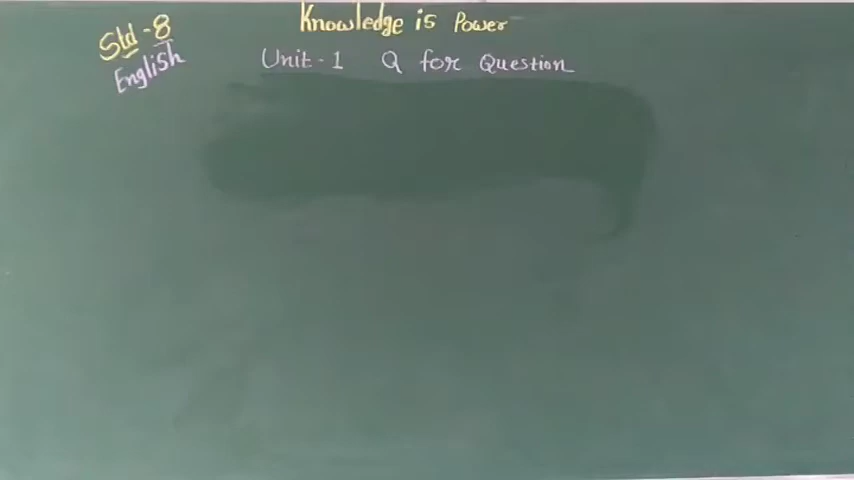 Knowledge is Power
Std - 8
English
Unit - 1 Q for Question